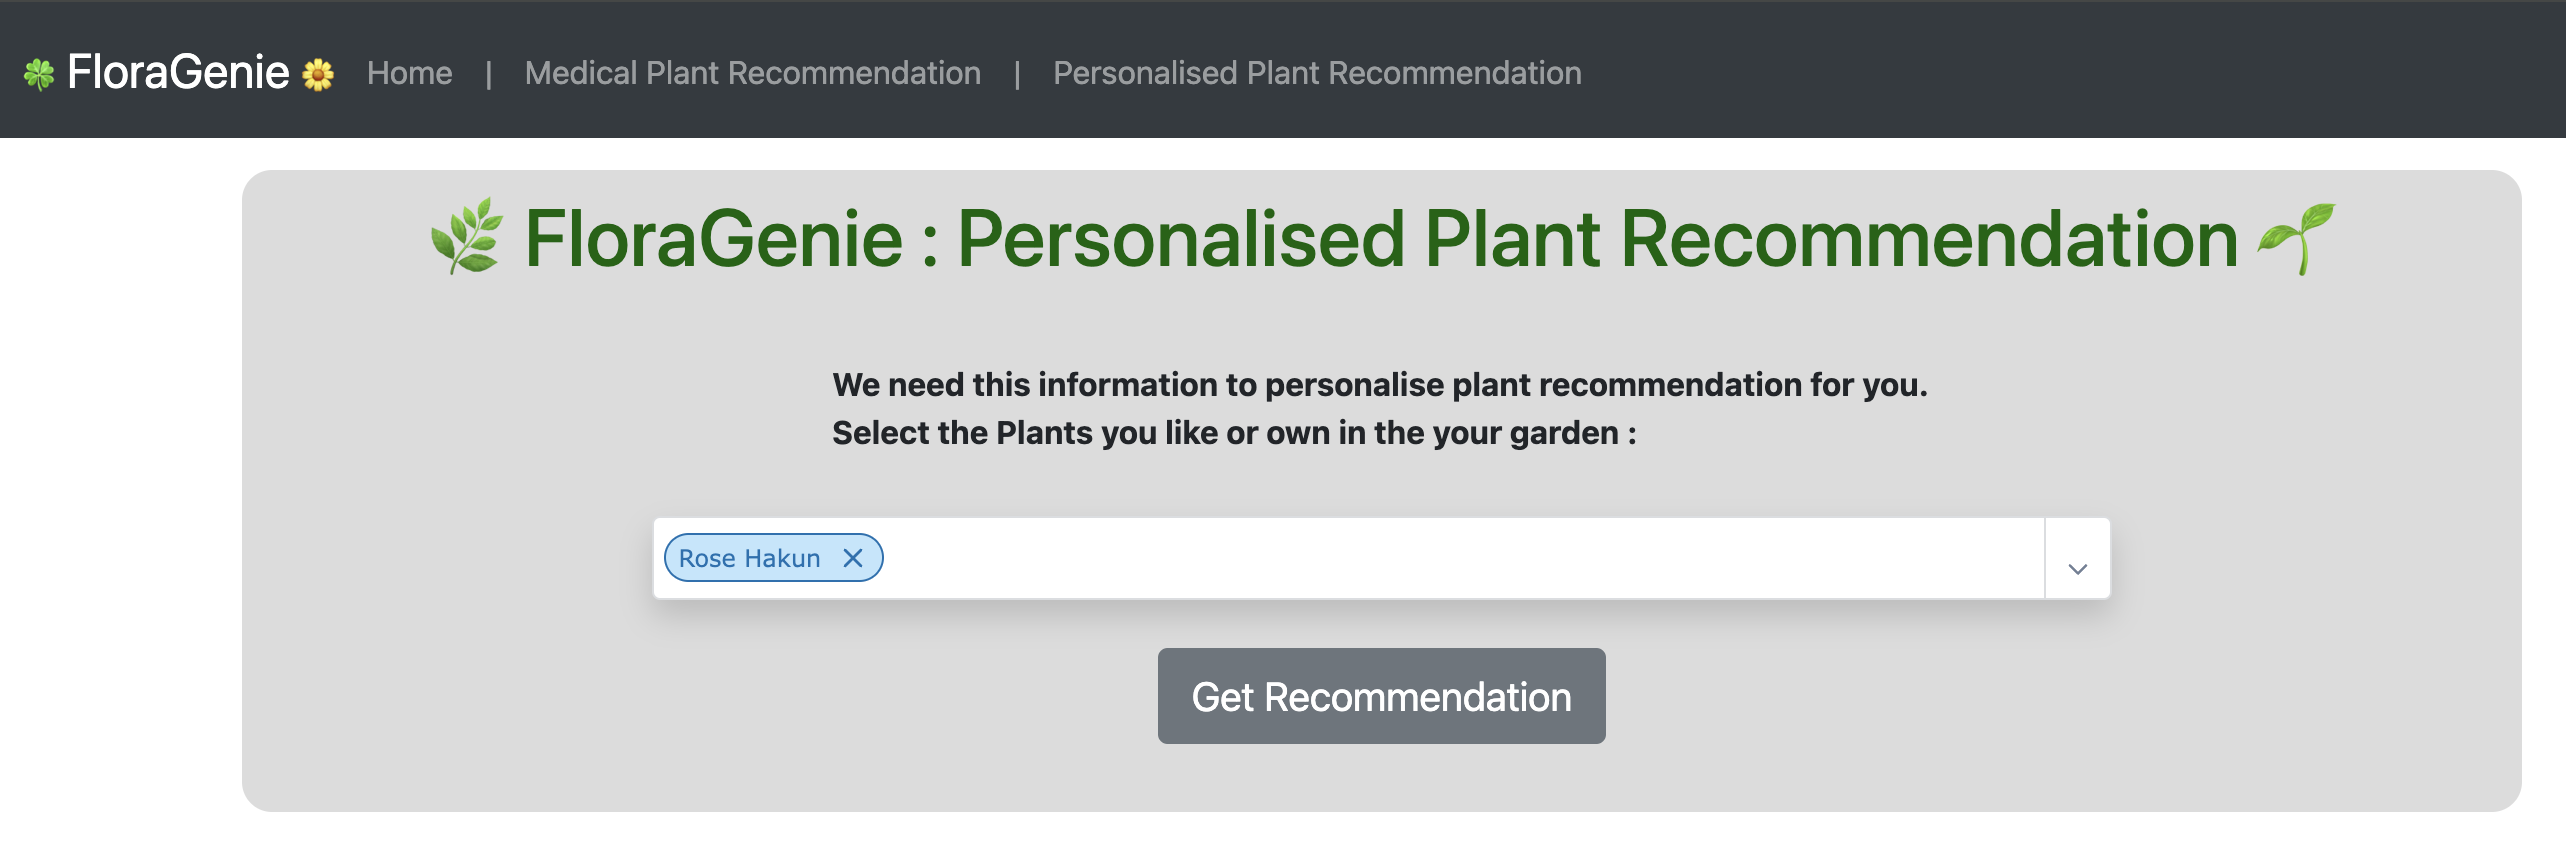 FloraGenie Home | Medical Plant Recommendation | Personalised Plant Recommendation
FloraGenie : Personalised Plant Recommendation
We need this information to personalise plant recommendation for you.
Select the Plants you like or own in the your garden :
Rose Hakun
Get Recommendation